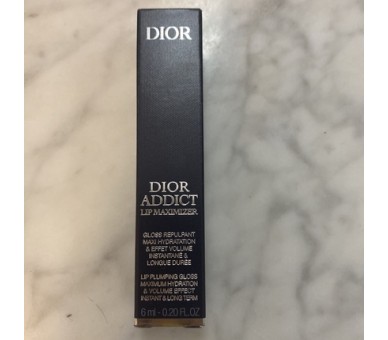 DIOR
DIOR
ADDICT
LIP MAXIMIZER
GLOSS REPULPANT
MAXI HYDRATATION
& EFFET VOLUME
INSTANTANÉ &
LONGUE DURÉE
LIP PLUMPING GLOSS
MAXIMUM HYDRATION
& VOLUME EFFECT
INSTANT & LONG TERM
6 ml - 0.20 FL.OZ